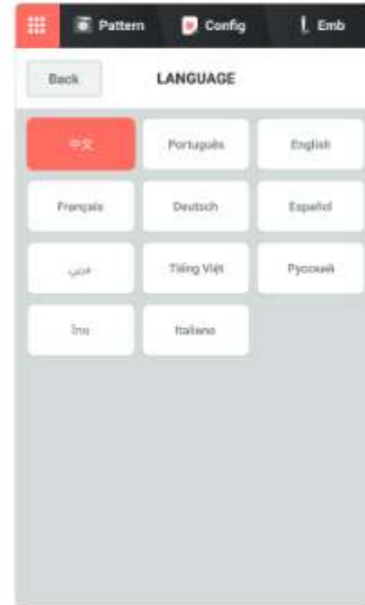 Pattern Config Emb
Back LANGUAGE
中文 Português English
Français Deutsch Español
عربي Tiếng Việt Русский
ไทย Italiano